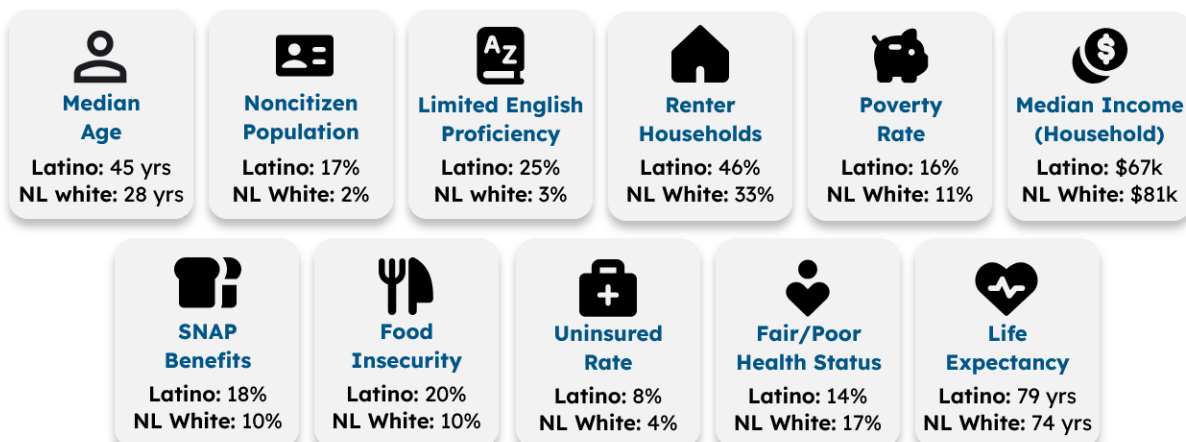 Median
Age
Latino: 45 yrs
NL white: 28 yrs
Noncitizen
Population
Latino: 17%
NL White: 2%
AZ
Limited English
Proficiency
Latino: 25%
NL white: 3%
Renter
Households
Latino: 46%
NL White: 33%
Poverty
Rate
Latino: 16%
NL White: 11%
$
Median Income
(Household)
Latino: $67k
NL White: $81k
SNAP
Benefits
Latino: 18%
NL White: 10%
Food
Insecurity
Latino: 20%
NL White: 10%
Uninsured
Rate
Latino: 8%
NL White: 4%
Fair/Poor
Health Status
Latino: 14%
NL White: 17%
Life
Expectancy
Latino: 79 yrs
NL White: 74 yrs